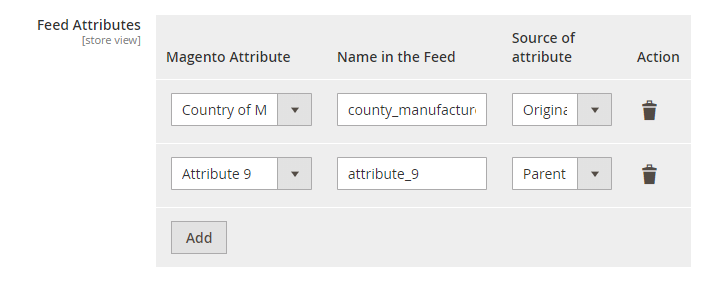 Feed Attributes
[store view]
Magento Attribute
Name in the Feed
Source of
attribute
Action
Country of M
county_manufactur
Origina
Attribute 9
attribute_9
Parent
Add